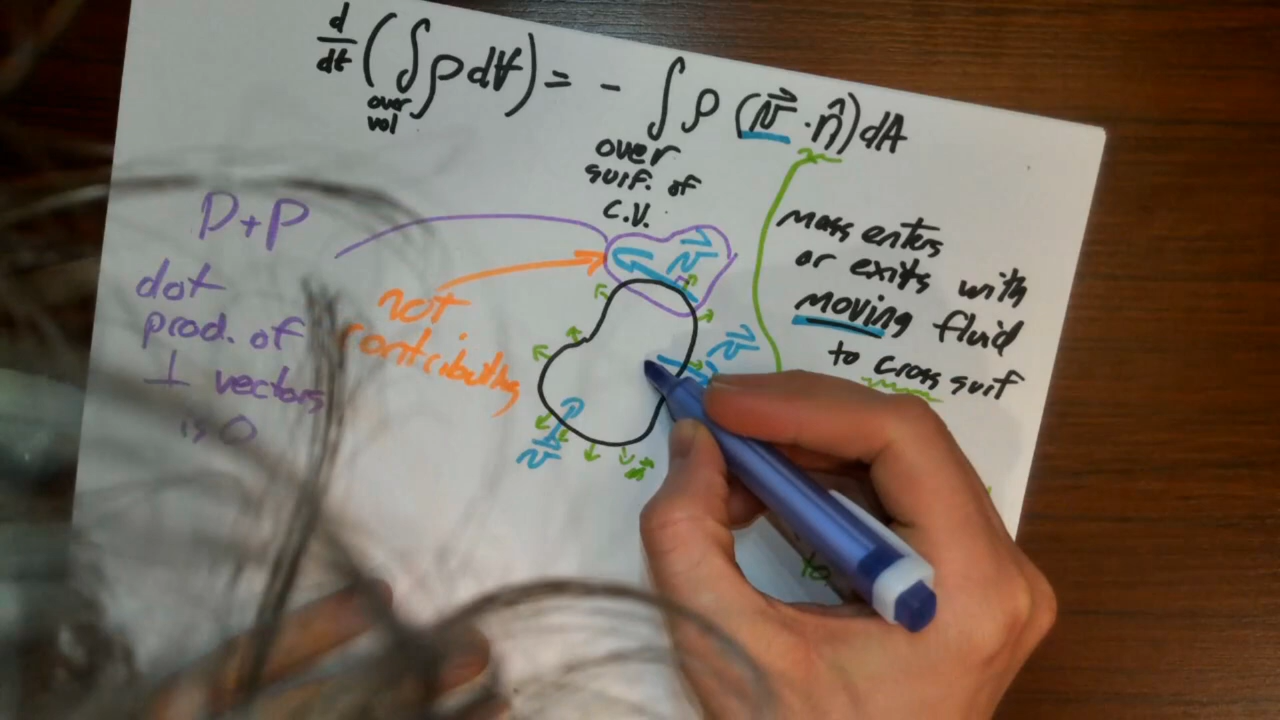 d/dt (∫ρ dV) = - ∫ρ (v⃗ · n̂) dA
over
vol
over
surf. of
C.V.
mass enters
or exits with
moving fluid
to cross surf
D+P
dot
prod. of
⊥ vectors
is 0
not
contributing
v⃗
v⃗
v⃗
n̂
to